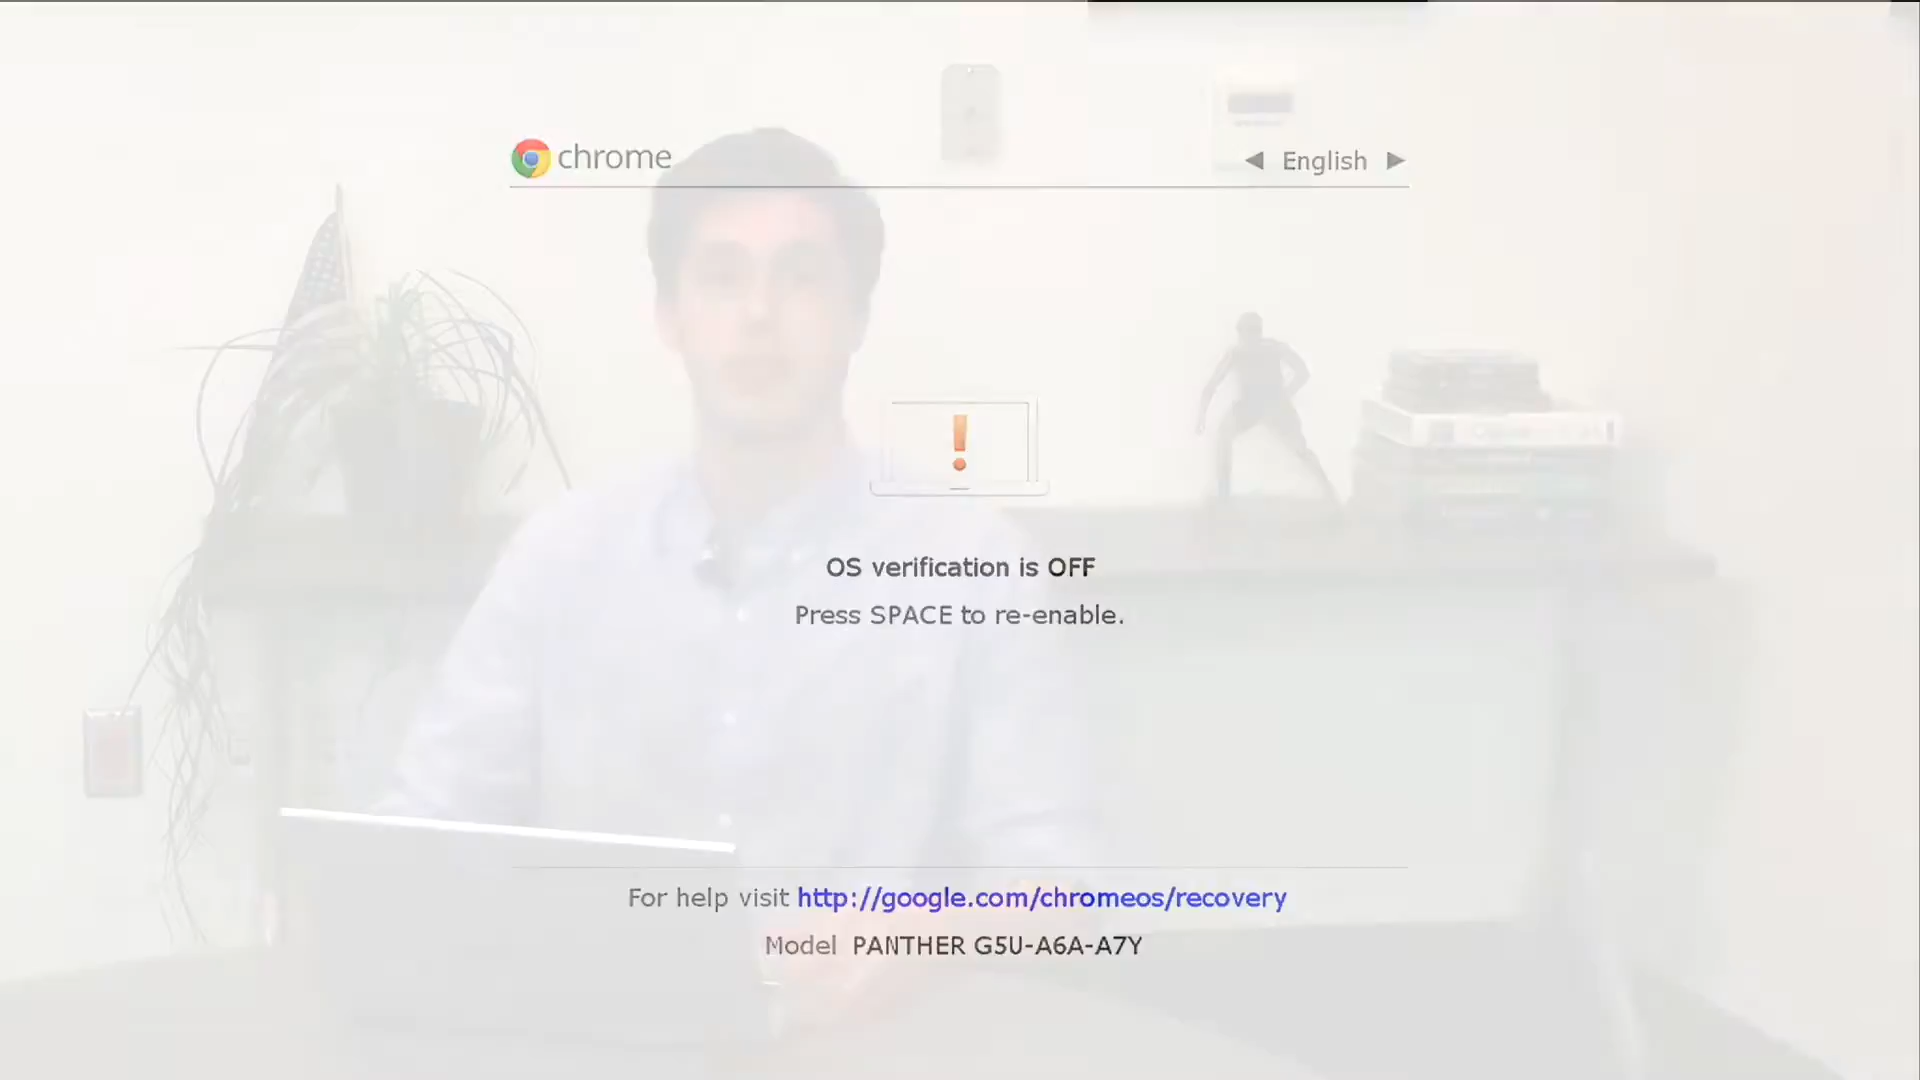 chrome
◀ English ▶
OS verification is OFF
Press SPACE to re-enable.
For help visit http://google.com/chromeos/recovery
Model PANTHER G5U-A6A-A7Y